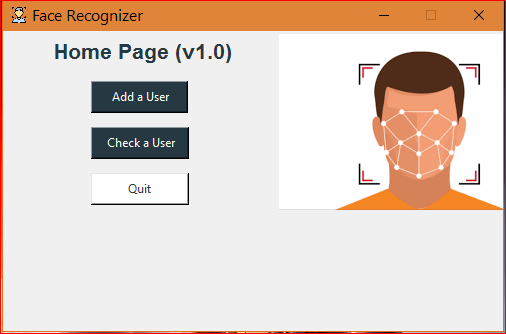 Face Recognizer
Home Page (v1.0)
Add a User
Check a User
Quit